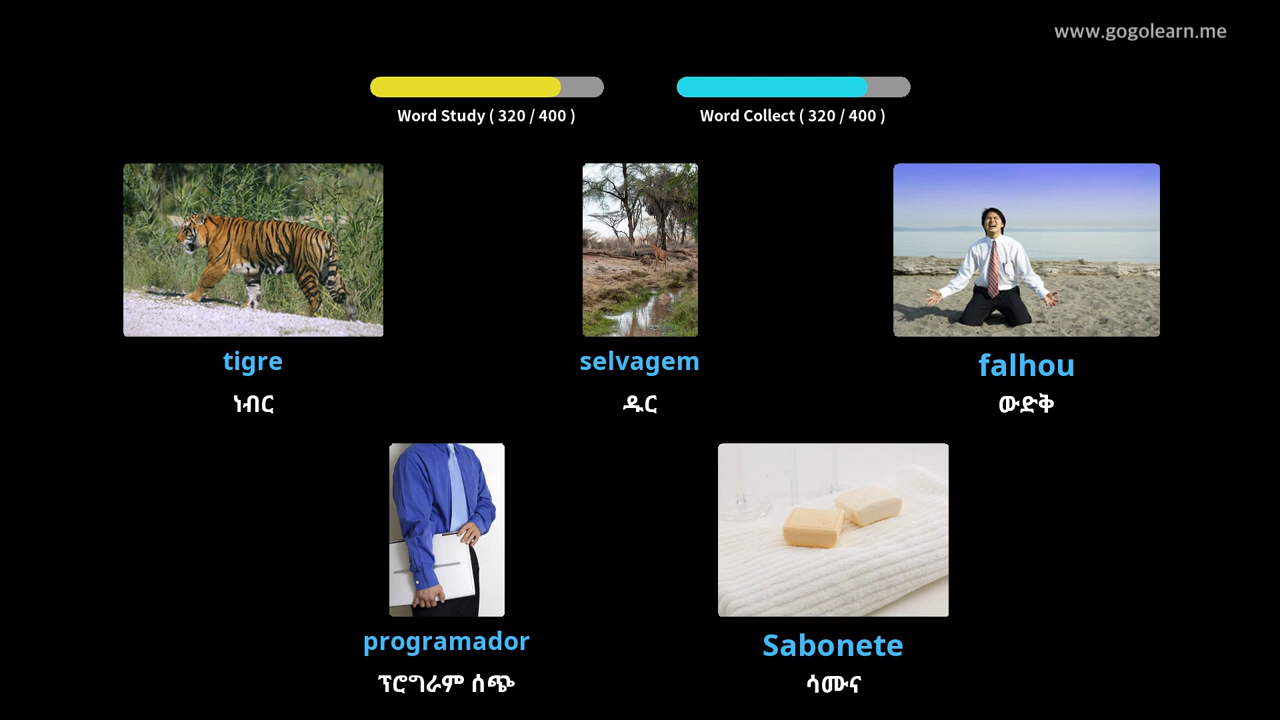 www.gogolearn.me
Word Study ( 320 / 400 )
Word Collect ( 320 / 400 )
tigre
selvagem
falhou
ነብር
ዱር
ውድቅ
programador
Sabonete
ፕሮግራም ሰጭ
ሳሙና